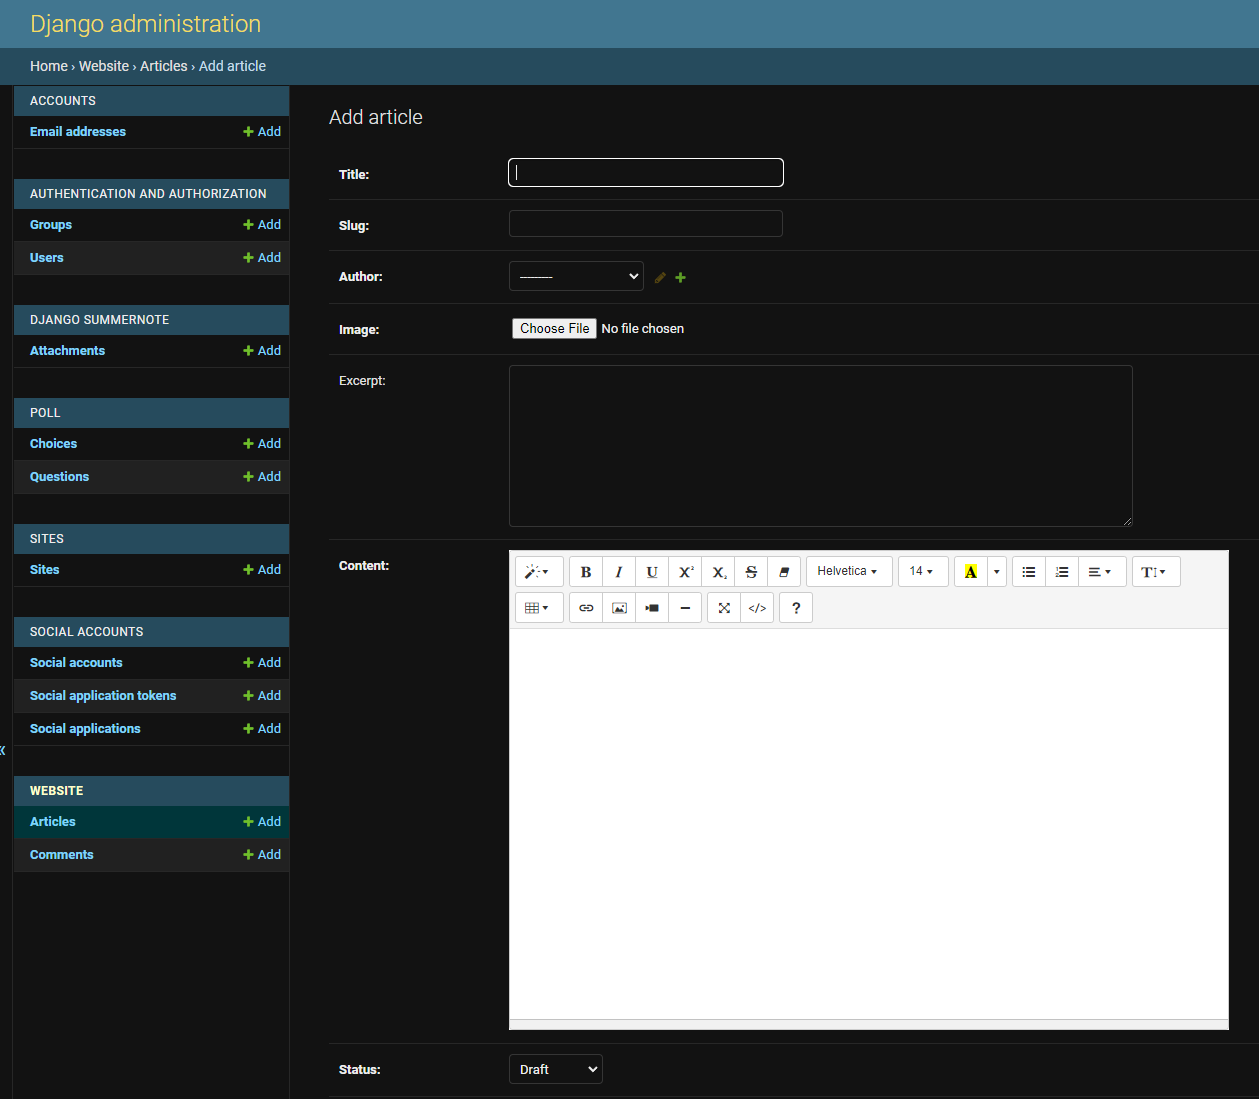 Django administration
Home › Website › Articles › Add article
ACCOUNTS
Email addresses + Add
AUTHENTICATION AND AUTHORIZATION
Groups + Add
Users + Add
DJANGO SUMMERNOTE
Attachments + Add
POLL
Choices + Add
Questions + Add
SITES
Sites + Add
SOCIAL ACCOUNTS
Social accounts + Add
Social application tokens + Add
Social applications + Add
WEBSITE
Articles + Add
Comments + Add
«
Add article
Title:
Slug:
Author: ---------
Image: Choose File No file chosen
Excerpt:
Content:
B I U X² X₂ S Helvetica 14 A T
</> ?
Status: Draft